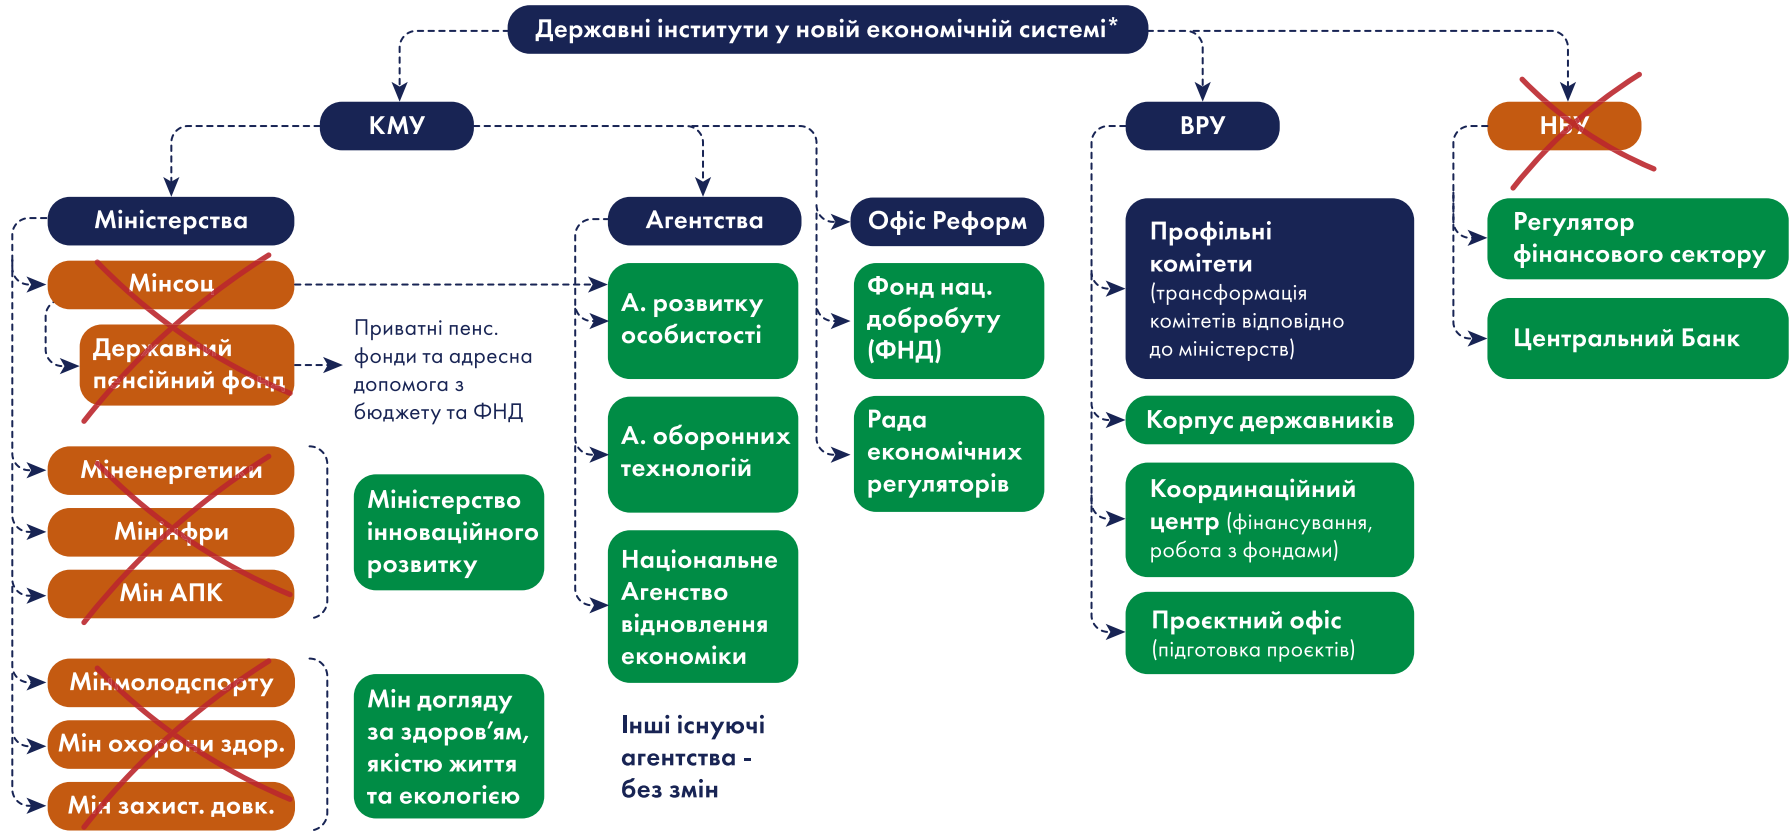 Державні інститути у новій економічній системі*
КМУ
Міністерства
Мінсоц
Державний
пенсійний фонд
Приватні пенс.
фонди та адресна
допомога з
бюджету та ФНД
Міненергетики
Мінінфри
Мін АПК
Міністерство
інноваційного
розвитку
Мінмолодспорту
Мін охорони здор.
Мін захист. довк.
Мін догляду
за здоров’ям,
якістю життя
та екологією
Агентства
А. розвитку
особистості
А. оборонних
технологій
Національне
Агенство
відновлення
економіки
Інші існуючі
агентства -
без змін
Офіс Реформ
Фонд нац.
добробуту
(ФНД)
Рада
економічних
регуляторів
ВРУ
Профільні
комітети
(трансформація
комітетів відповідно
до міністерств)
Корпус державників
Координаційний
центр (фінансування,
робота з фондами)
Проєктний офіс
(підготовка проєктів)
НБУ
Регулятор
фінансового сектору
Центральний Банк